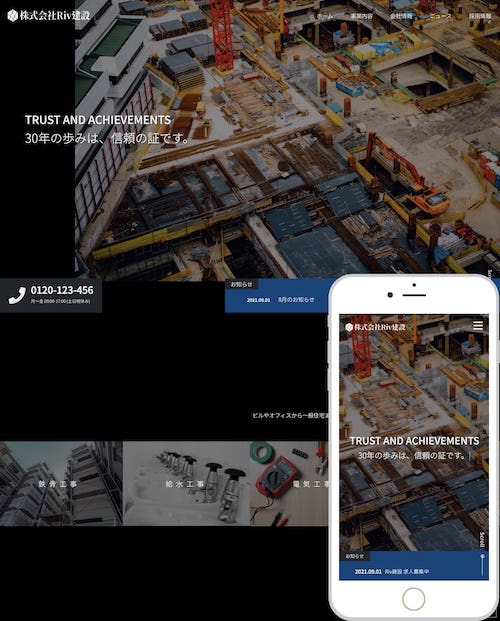 株式会社Riv建設
ホーム 事業内容 会社情報 ニュース 採用情報
TRUST AND ACHIEVEMENTS
30年の歩みは、信頼の証です。
0120-123-456
月〜金 09:00-17:00 (土日祝休み)
お知らせ
2021.08.01 8月のお知らせ
ビルやオフィスから一般住宅ま
鉄骨工事
給水工事
電気工事
株式会社Riv建設
TRUST AND ACHIEVEMENTS
30年の歩みは、信頼の証です。
Scroll
お知らせ
2021.09.01 Riv建設 求人募集中